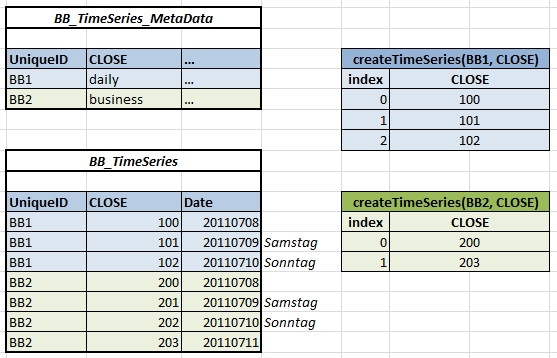 BB_TimeSeries_MetaData
UniqueID CLOSE ...
BB1 daily ...
BB2 business ...
createTimeSeries(BB1, CLOSE)
index CLOSE
0 100
1 101
2 102
BB_TimeSeries
UniqueID CLOSE Date
BB1 100 20110708
BB1 101 20110709 Samstag
BB1 102 20110710 Sonntag
BB2 200 20110708
BB2 201 20110709 Samstag
BB2 202 20110710 Sonntag
BB2 203 20110711
createTimeSeries(BB2, CLOSE)
index CLOSE
0 200
1 203